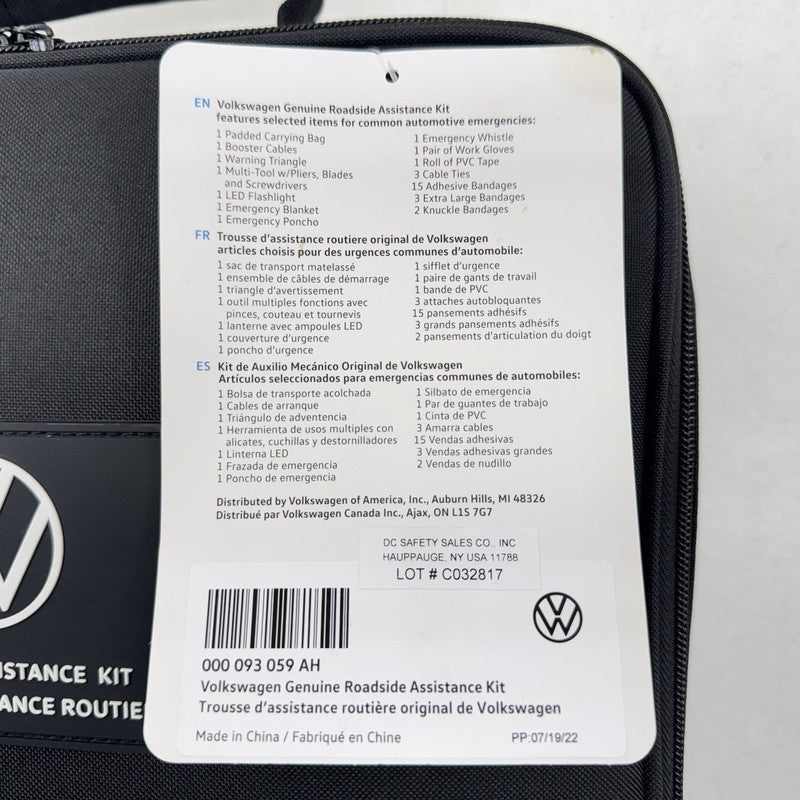 EN Volkswagen Genuine Roadside Assistance Kit
features selected items for common automotive emergencies:
1 Padded Carrying Bag
1 Booster Cables
1 Warning Triangle
1 Multi-Tool w/Pliers, Blades
and Screwdrivers
1 LED Flashlight
1 Emergency Blanket
1 Emergency Poncho
1 Emergency Whistle
1 Pair of Work Gloves
1 Roll of PVC Tape
3 Cable Ties
15 Adhesive Bandages
3 Extra Large Bandages
2 Knuckle Bandages
FR Trousse d'assistance routiere original de Volkswagen
articles choisis pour des urgences communes d'automobile:
1 sac de transport matelassé
1 ensemble de câbles de démarrage
1 triangle d'avertissement
1 outil multiples fonctions avec
pinces, couteau et tournevis
1 lanterne avec ampoules LED
1 couverture d'urgence
1 poncho d'urgence
1 sifflet d'urgence
1 paire de gants de travail
1 bande de PVC
3 attaches autobloquantes
15 pansements adhésifs
3 grands pansements adhésifs
2 pansements d'articulation du doigt
ES Kit de Auxilio Mecánico Original de Volkswagen
Artículos seleccionados para emergencias communes de automobiles:
1 Bolsa de transporte acolchada
1 Cables de arranque
1 Triángulo de adventencia
1 Herramienta de usos multiples con
alicates, cuchillas y destornilladores
1 Linterna LED
1 Frazada de emergencia
1 Poncho de emergencia
1 Silbato de emergencia
1 Par de guantes de trabajo
1 Cinta de PVC
3 Amarra cables
15 Vendas adhesivas
3 Vendas adhesivas grandes
2 Vendas de nudillo
Distributed by Volkswagen of America, Inc., Auburn Hills, MI 48326
Distribué par Volkswagen Canada Inc., Ajax, ON L1S 7G7
DC SAFETY SALES CO., INC
HAUPPAUGE, NY USA 11788
LOT # C032817
000 093 059 AH
Volkswagen Genuine Roadside Assistance Kit
Trousse d'assistance routière original de Volkswagen
Made in China / Fabriqué en Chine
PP:07/19/22
ISTANCE KIT
ANCE ROUTIE